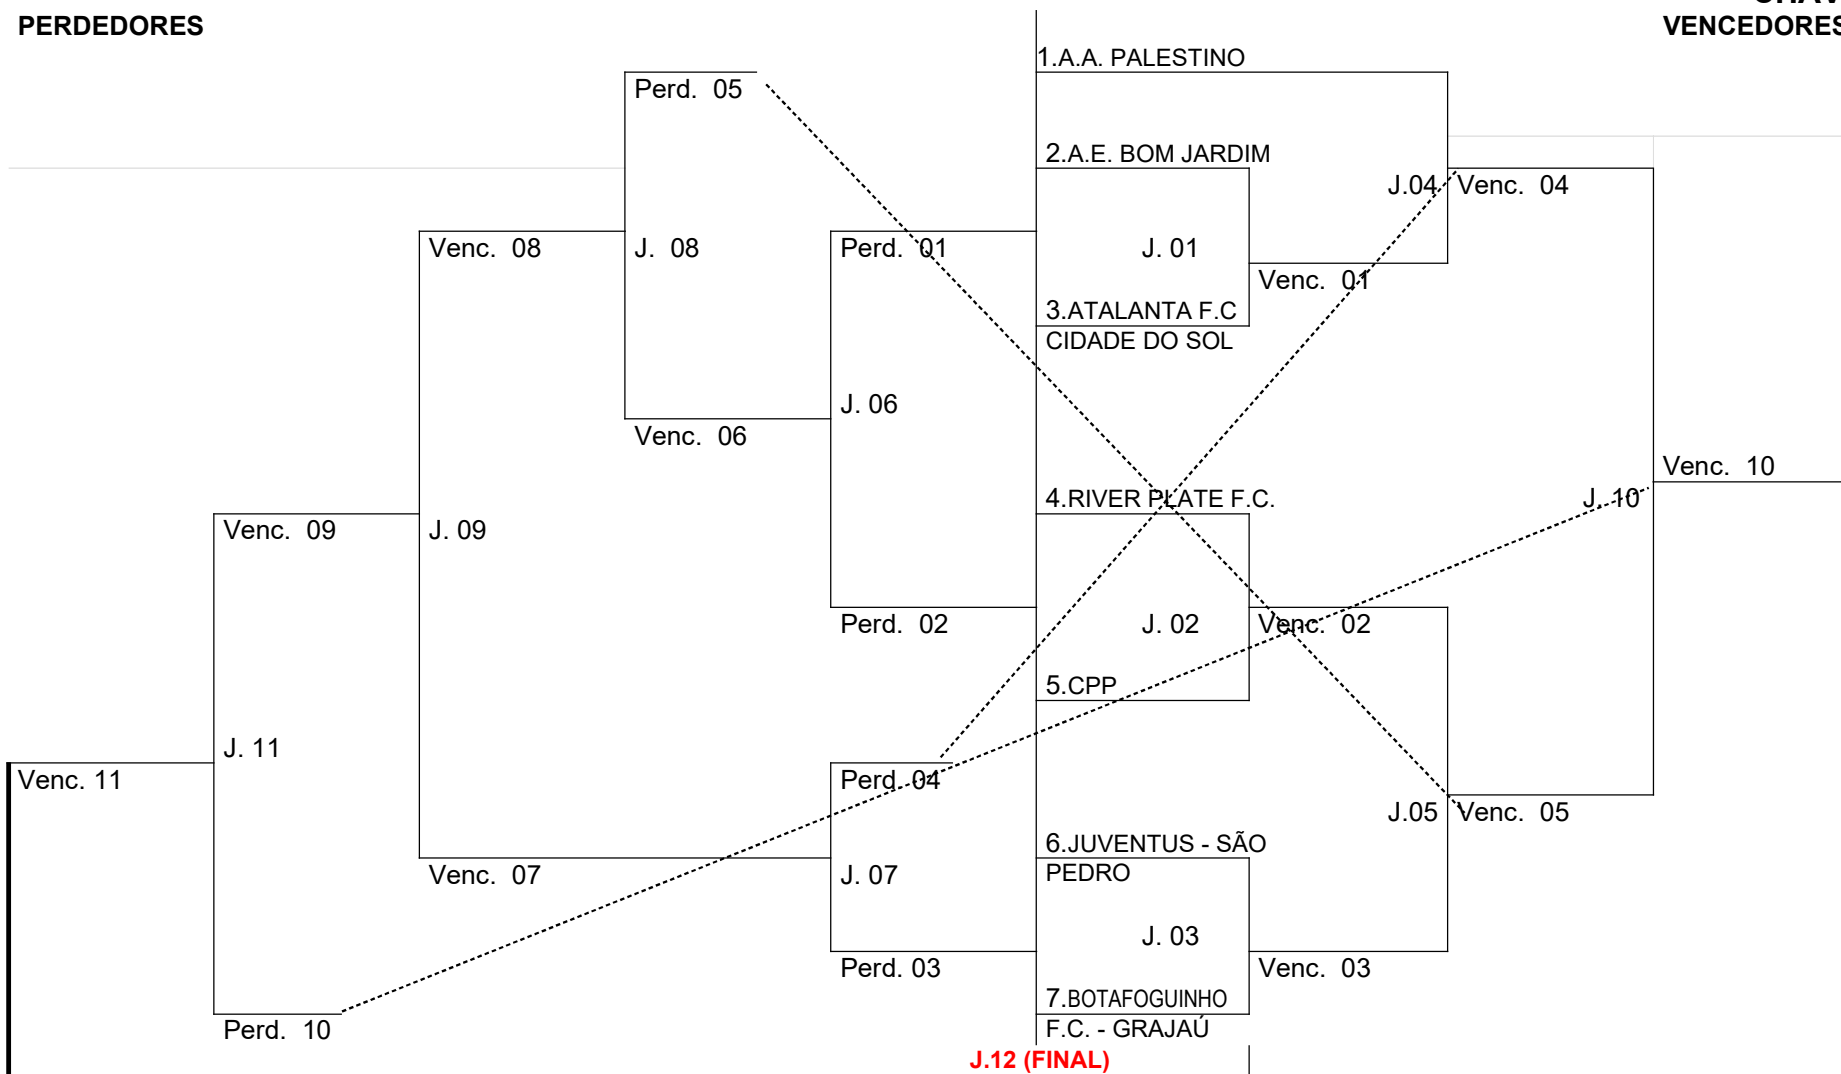 CHAV
PERDEDORES
VENCEDORES
1.A.A. PALESTINO
Perd. 05
2.A.E. BOM JARDIM
J.04
Venc. 04
Venc. 08
J. 08
Perd. 01
J. 01
Venc. 01
3.ATALANTA F.C
CIDADE DO SOL
J. 06
Venc. 06
Venc. 10
4.RIVER PLATE F.C.
J. 10
Venc. 09
J. 09
Perd. 02
J. 02
Venc. 02
5.CPP
J. 11
Venc. 11
Perd. 04
J.05
Venc. 05
6.JUVENTUS - SÃO
PEDRO
Venc. 07
J. 07
J. 03
Perd. 03
Venc. 03
7.BOTAFOGUINHO
F.C. - GRAJAÚ
Perd. 10
J.12 (FINAL)